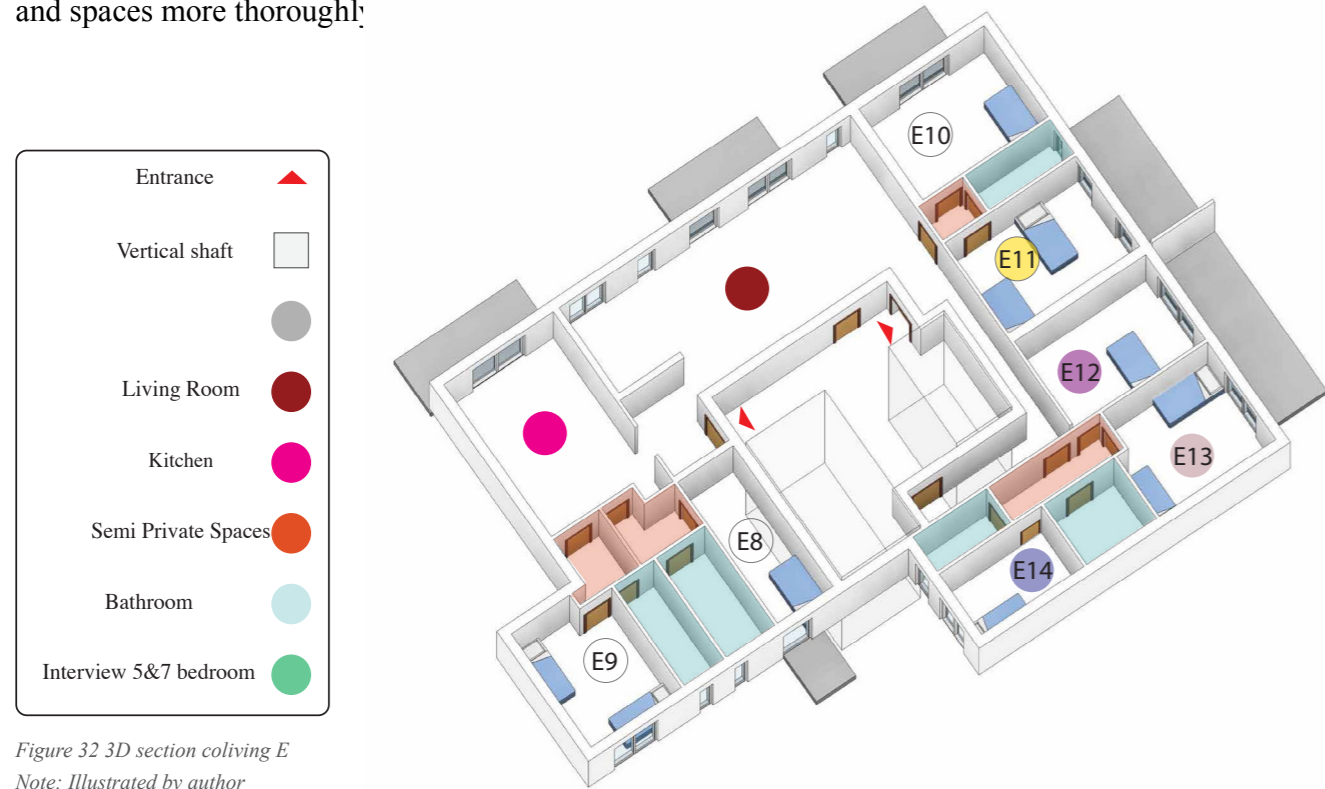 and spaces more thoroughly
Entrance
Vertical shaft
Living Room
Kitchen
Semi Private Spaces
Bathroom
Interview 5&7 bedroom
Figure 32 3D section coliving E
Note: Illustrated by author
E10
E11
E12
E13
E8
E14
E9